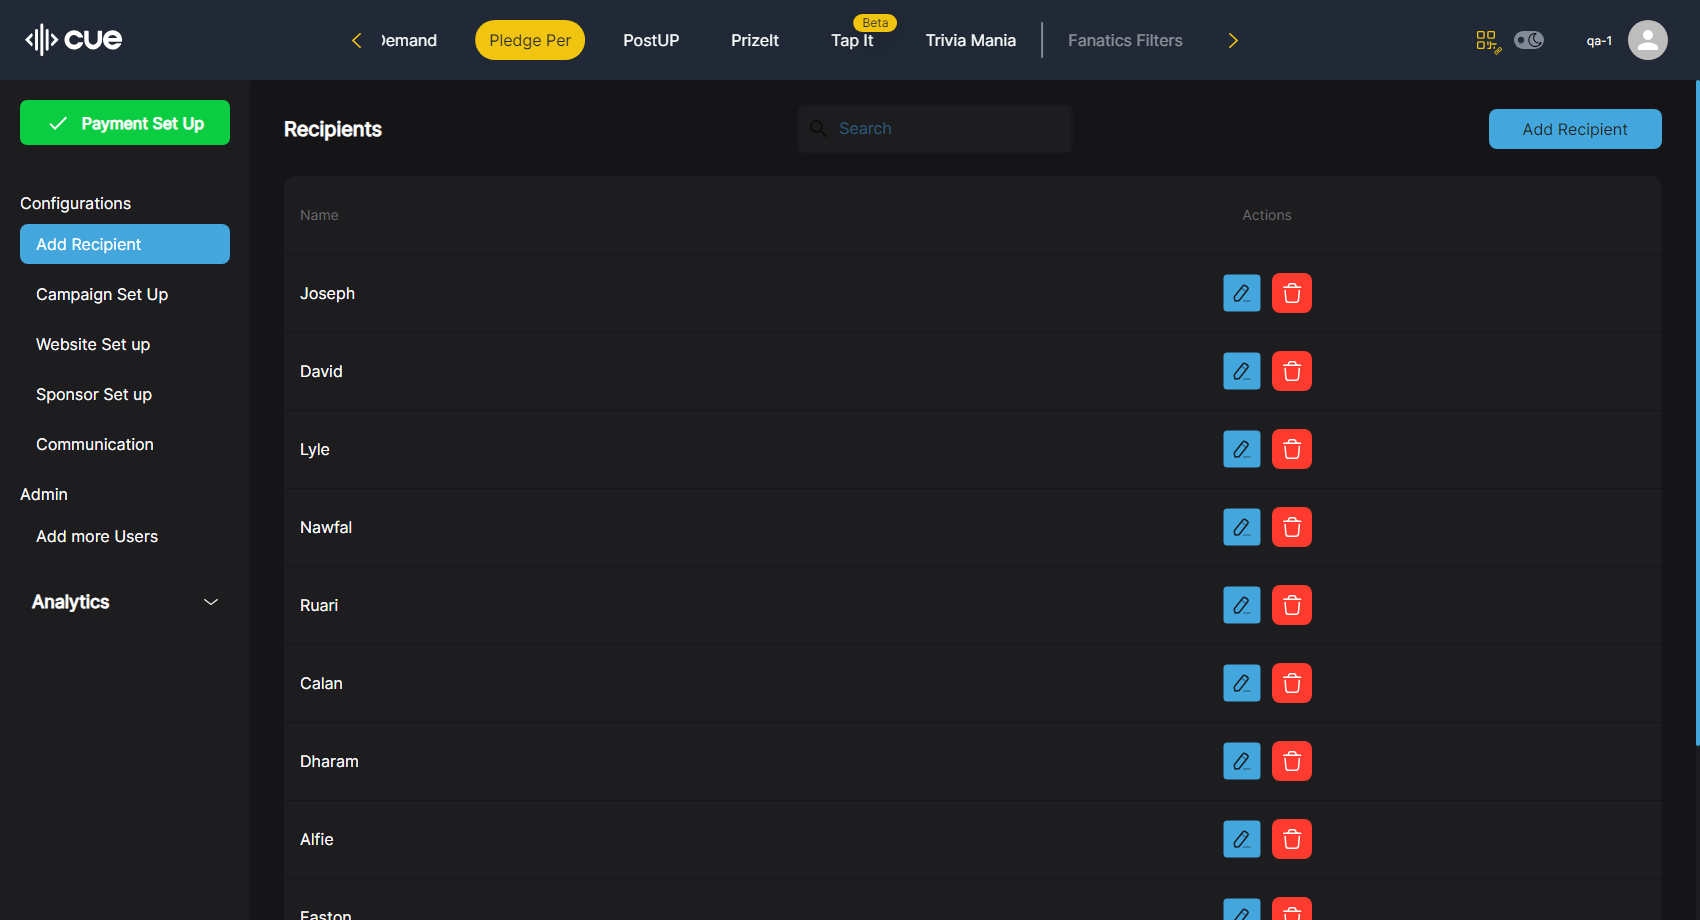 cue
Demand
Pledge Per
PostUP
PrizeIt
Beta
Tap It
Trivia Mania
Fanatics Filters
qa-1
Payment Set Up
Configurations
Add Recipient
Campaign Set Up
Website Set up
Sponsor Set up
Communication
Admin
Add more Users
Analytics
Recipients
Search
Add Recipient
Name
Actions
Joseph
David
Lyle
Nawfal
Ruari
Calan
Dharam
Alfie
Easton